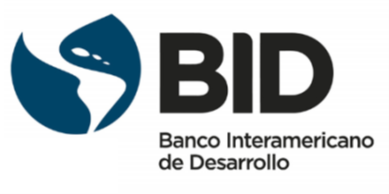 BID
Banco Interamericano
de Desarrollo